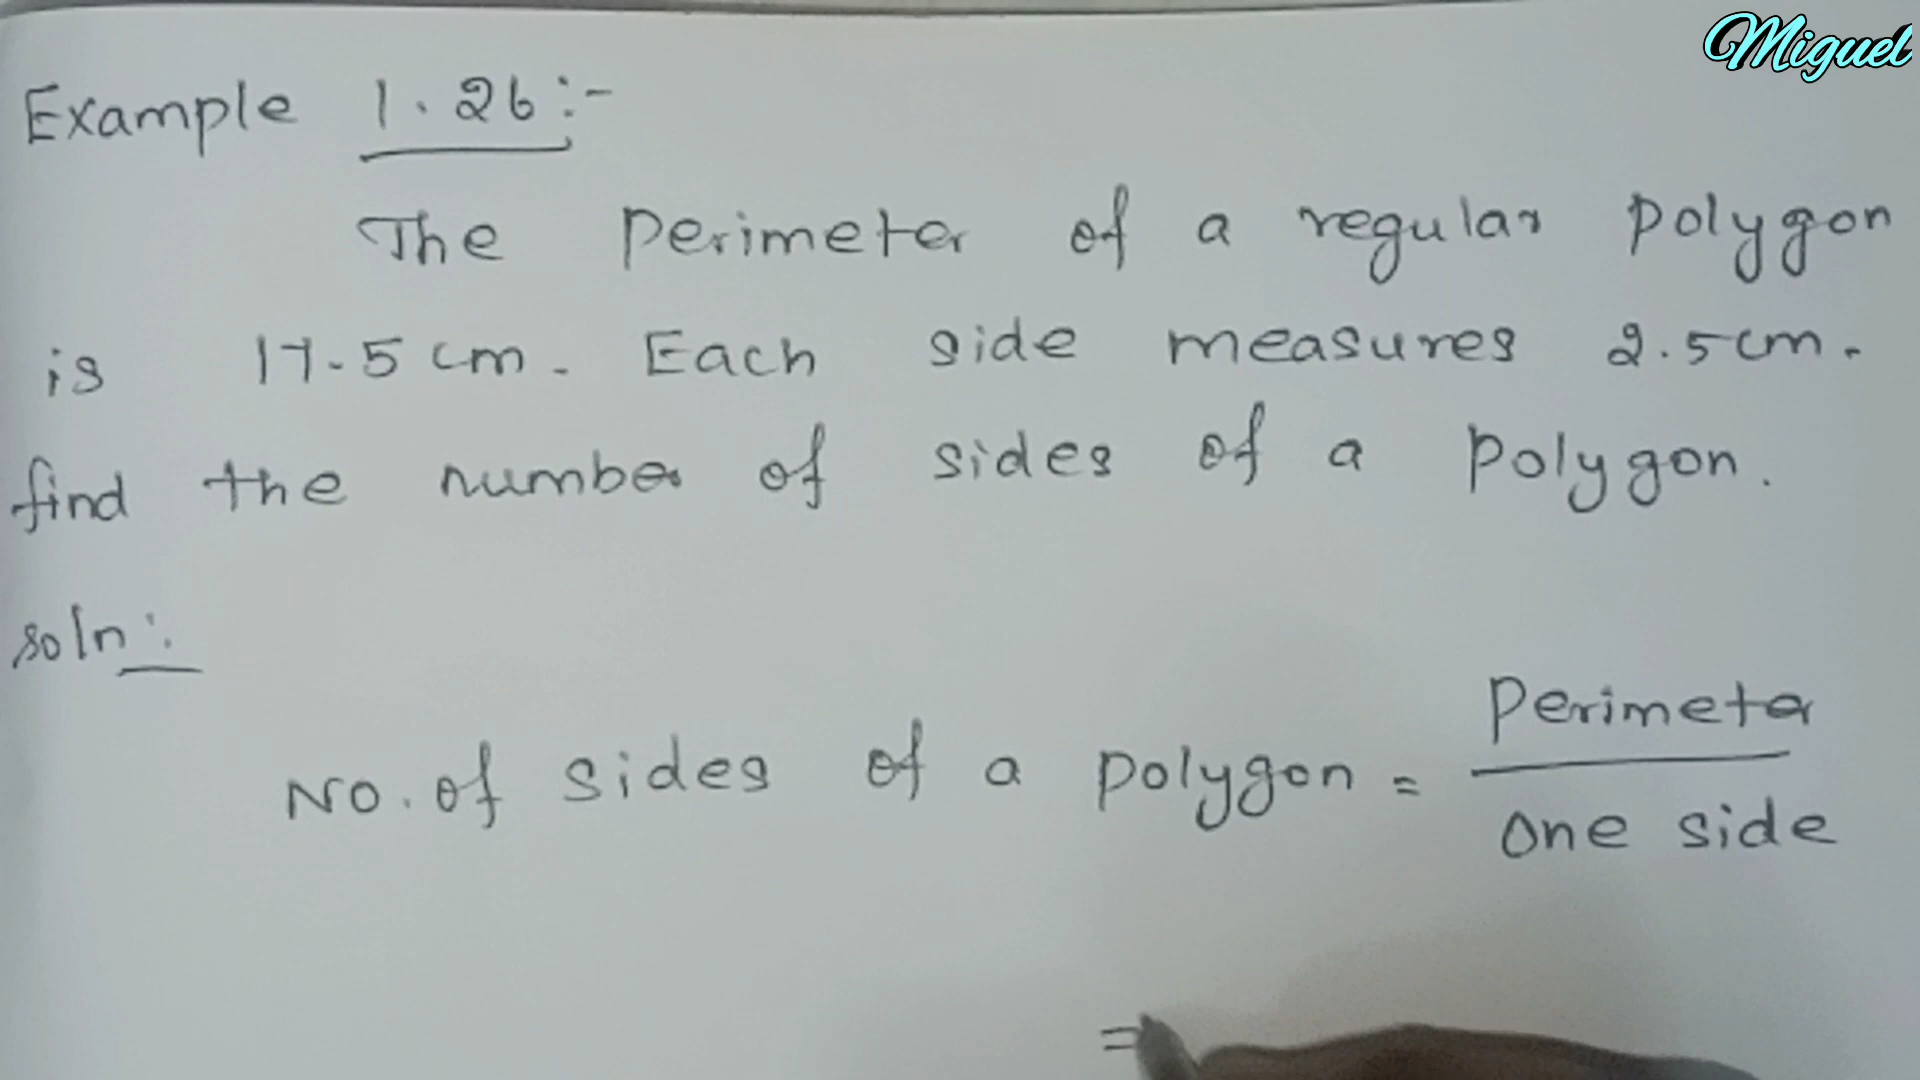 Miguel
Example 1.26:-
The Perimeter of a regular polygon
is 17.5 cm. Each side measures 2.5cm.
find the number of sides of a polygon.
soln:
No. of sides of a polygon = Perimeter
one side
=